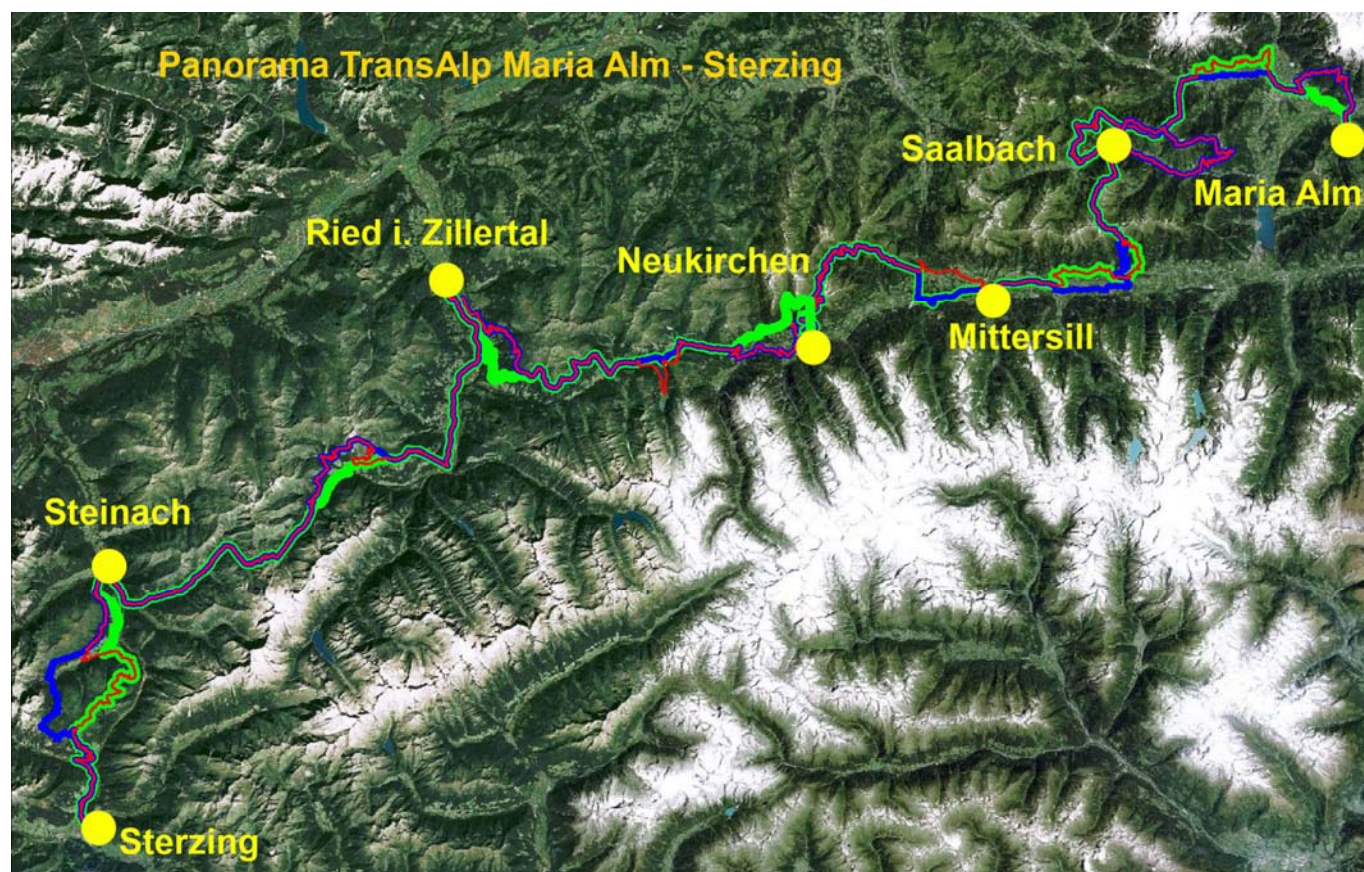 Panorama TransAlp Maria Alm - Sterzing
Saalbach
Maria Alm
Ried i. Zillertal
Neukirchen
Mittersill
Steinach
Sterzing